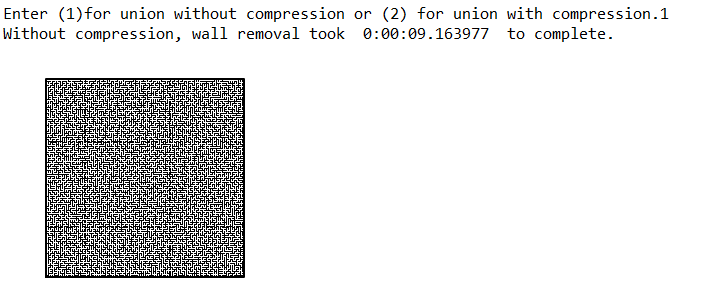 Enter (1)for union without compression or (2) for union with compression.1
Without compression, wall removal took  0:00:09.163977  to complete.